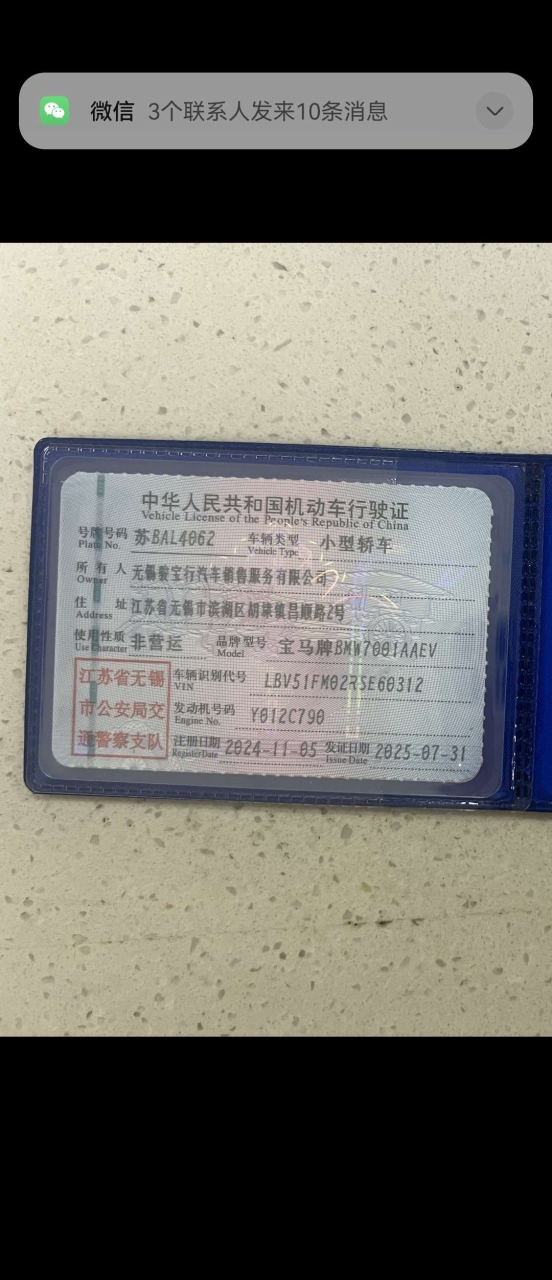 微信 3个联系人发来10条消息
中华人民共和国机动车行驶证
Vehicle License of the People's Republic of China
号牌号码 苏BAL4062 车辆类型 小型轿车
Plate No. Vehicle Type
所有人 无锡骏宝行汽车销售服务有限公司
Owner
住址 江苏省无锡市滨湖区胡埭镇昌顺路2号
Address
使用性质 非营运 品牌型号 宝马牌BMW7001AAEV
Use Character Model
江苏省无锡 车辆识别代号 LBV51FM02RSE60312
VIN
市公安局交 发动机号码 Y012C790
Engine No.
通警察支队 注册日期 2024-11-05 发证日期 2025-07-31
Register Date Issue Date